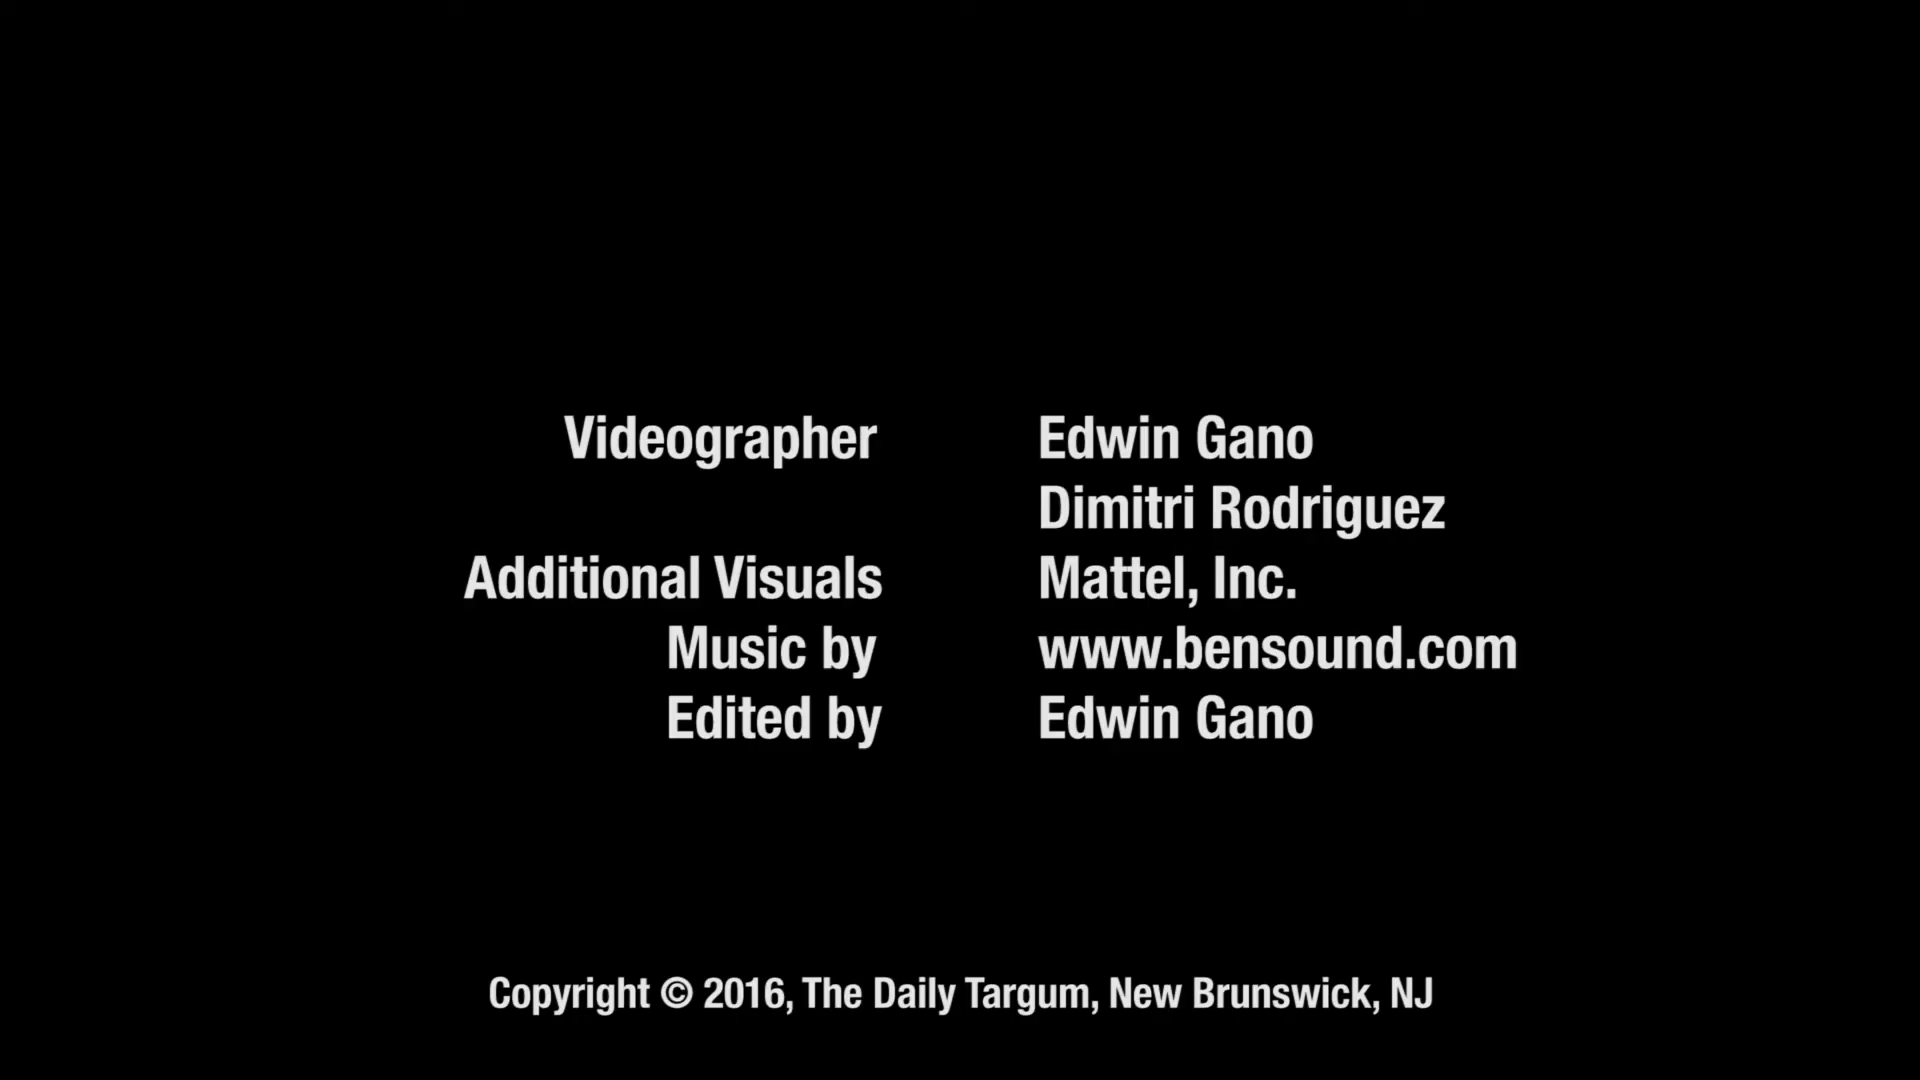 Videographer Edwin Gano
Dimitri Rodriguez
Additional Visuals Mattel, Inc.
Music by www.bensound.com
Edited by Edwin Gano
Copyright © 2016, The Daily Targum, New Brunswick, NJ